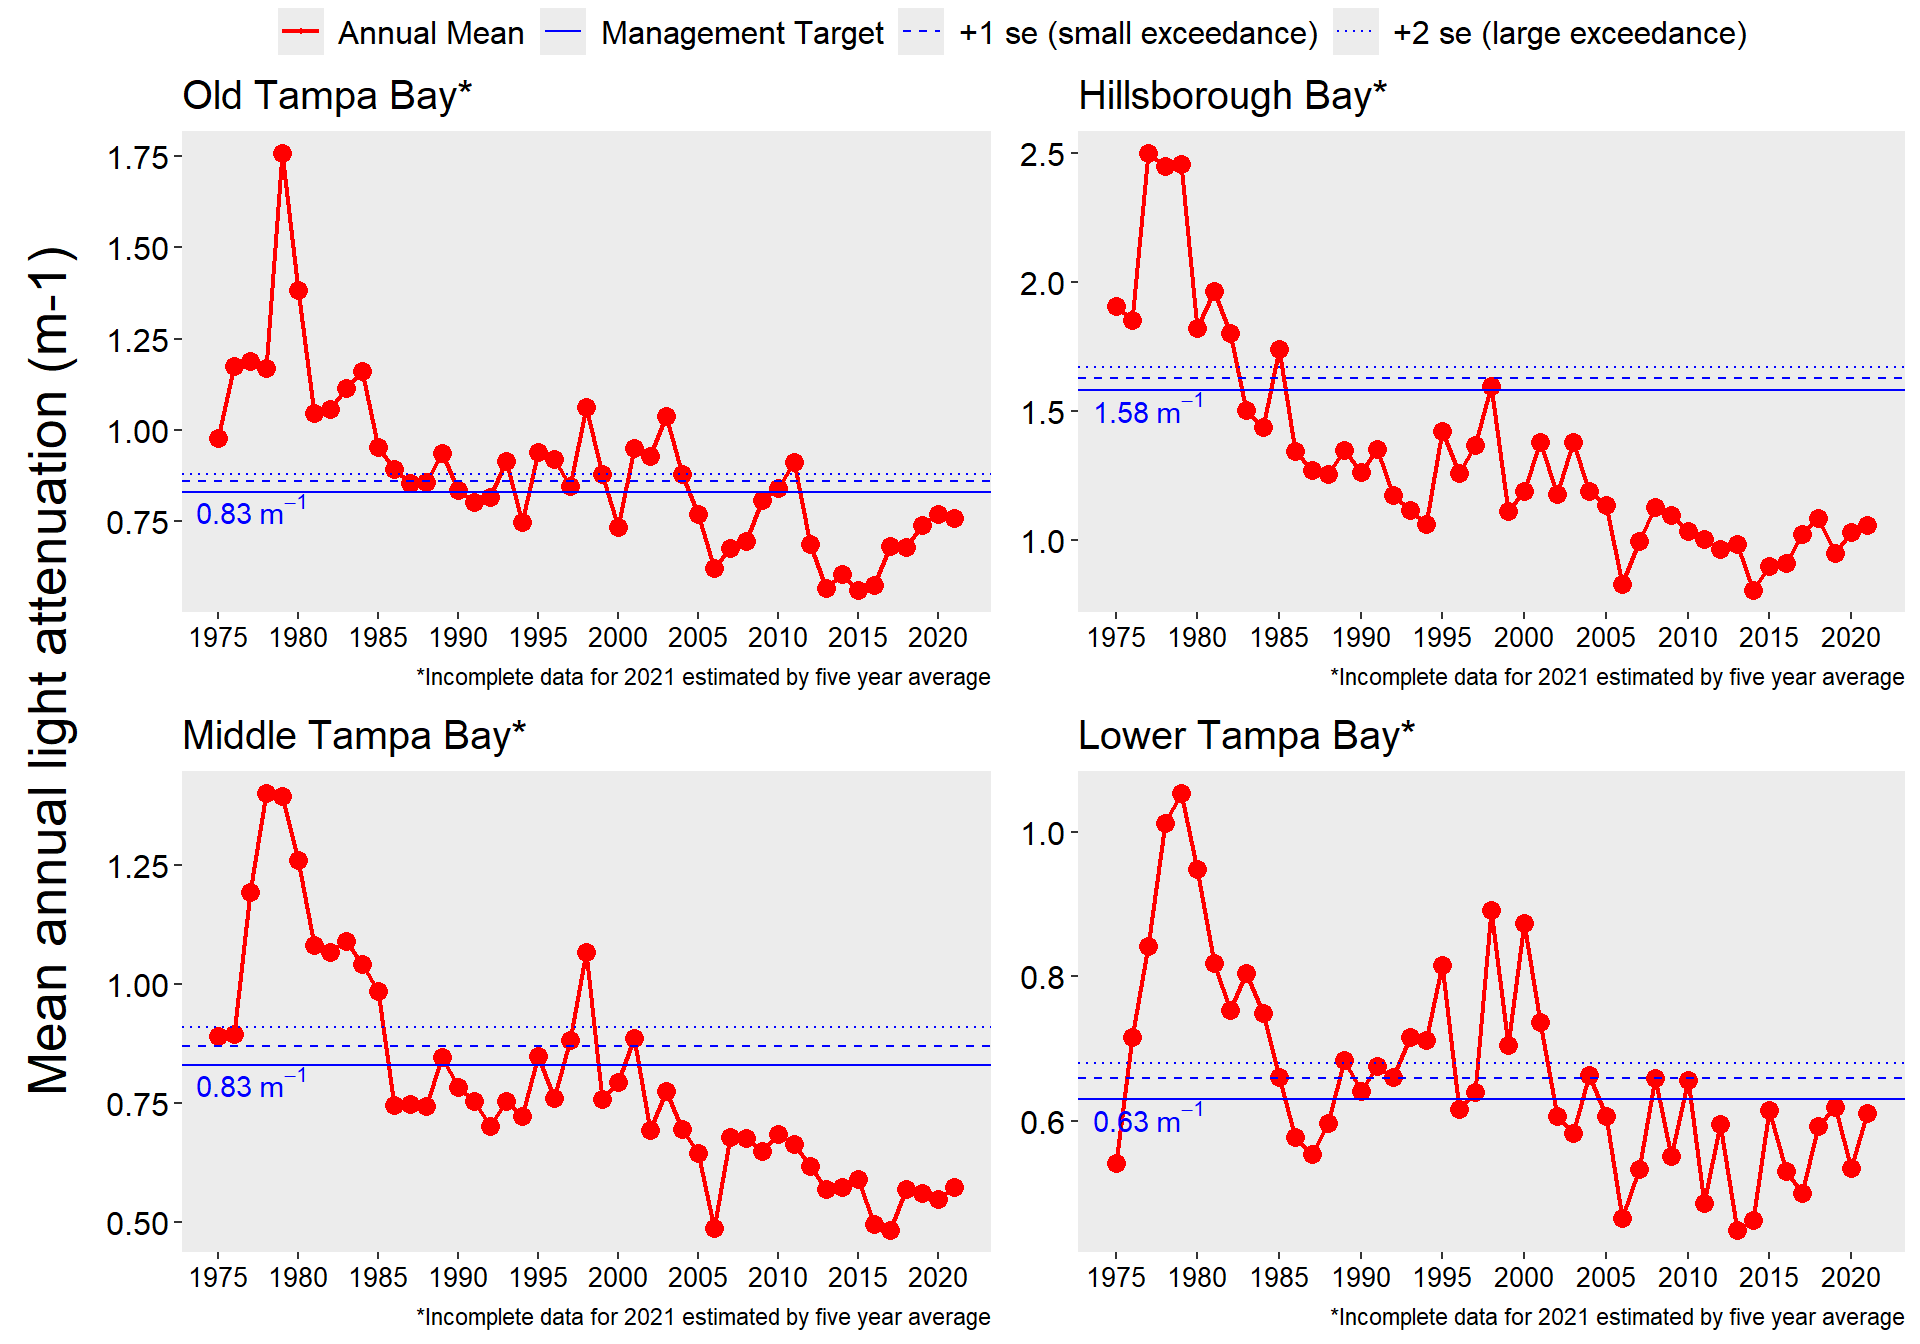 Annual Mean Management Target +1 se (small exceedance) +2 se (large exceedance)
Mean annual light attenuation (m-1)
Old Tampa Bay*
1.75
1.50
1.25
1.00
0.75
0.83 m⁻¹
1975 1980 1985 1990 1995 2000 2005 2010 2015 2020
*Incomplete data for 2021 estimated by five year average
Hillsborough Bay*
2.5
2.0
1.5
1.0
1.58 m⁻¹
1975 1980 1985 1990 1995 2000 2005 2010 2015 2020
*Incomplete data for 2021 estimated by five year average
Middle Tampa Bay*
1.25
1.00
0.75
0.50
0.83 m⁻¹
1975 1980 1985 1990 1995 2000 2005 2010 2015 2020
*Incomplete data for 2021 estimated by five year average
Lower Tampa Bay*
1.0
0.8
0.6
0.63 m⁻¹
1975 1980 1985 1990 1995 2000 2005 2010 2015 2020
*Incomplete data for 2021 estimated by five year average